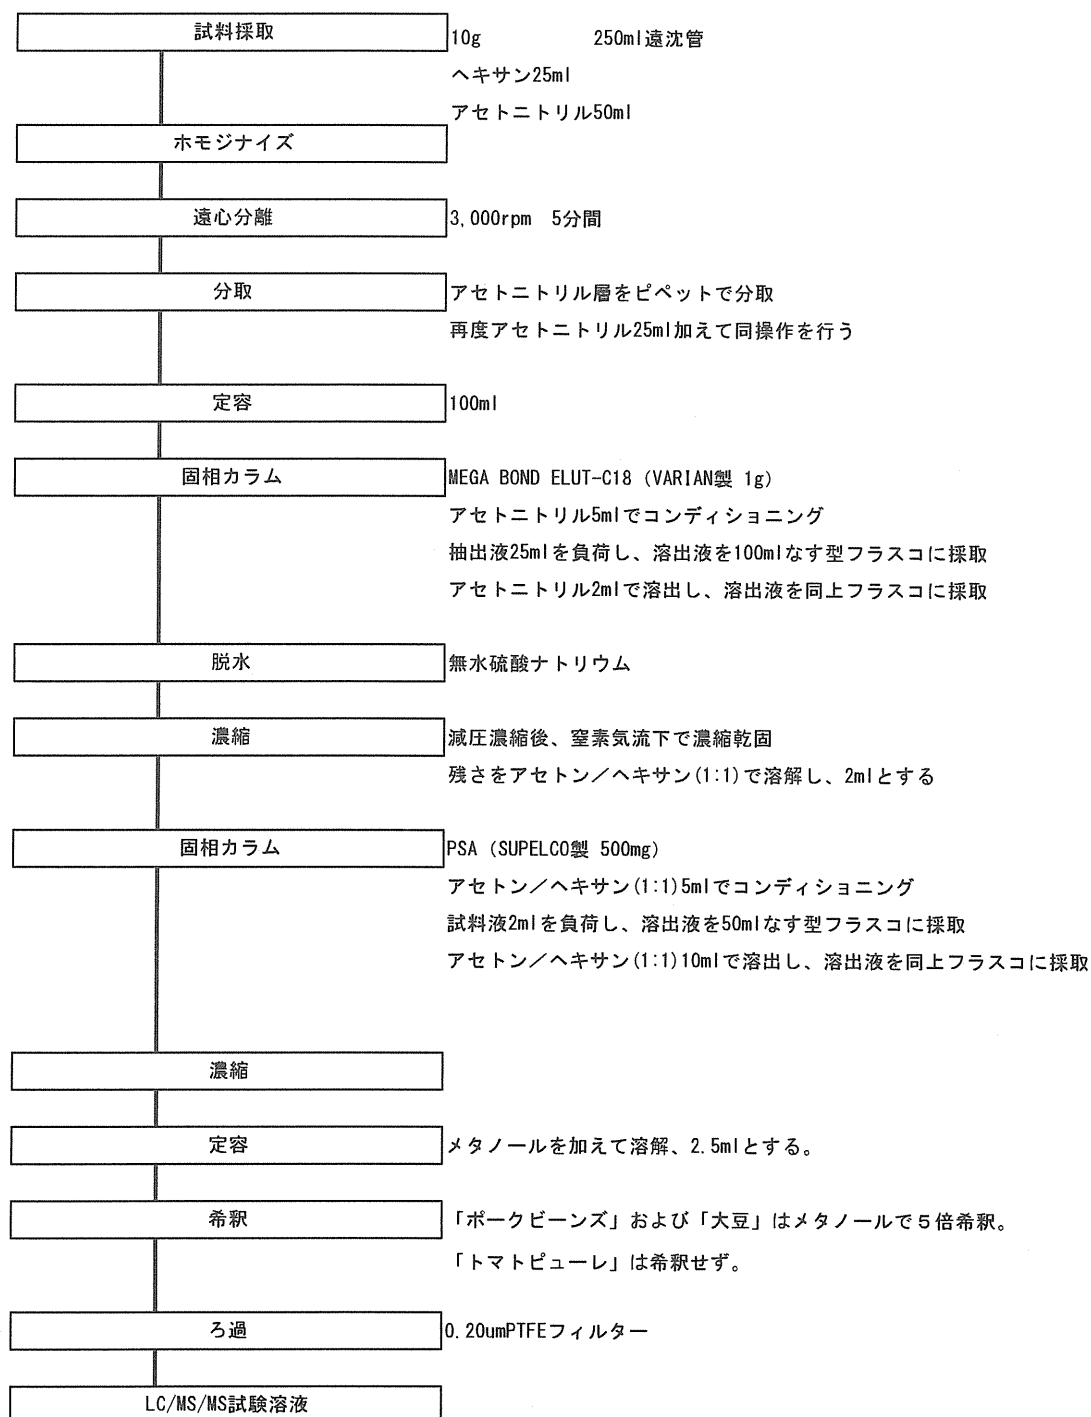 試料採取
10g 250ml遠沈管
ヘキサン25ml
アセトニトリル50ml
ホモジナイズ
遠心分離
3,000rpm 5分間
分取
アセトニトリル層をピペットで分取
再度アセトニトリル25ml加えて同操作を行う
定容
100ml
固相カラム
MEGA BOND ELUT-C18 (VARIAN製 1g)
アセトニトリル5mlでコンディショニング
抽出液25mlを負荷し、溶出液を100mlなす型フラスコに採取
アセトニトリル2mlで溶出し、溶出液を同上フラスコに採取
脱水
無水硫酸ナトリウム
濃縮
減圧濃縮後、窒素気流下で濃縮乾固
残さをアセトン／ヘキサン(1:1)で溶解し、2mlとする
固相カラム
PSA (SUPELCO製 500mg)
アセトン／ヘキサン(1:1)5mlでコンディショニング
試料液2mlを負荷し、溶出液を50mlなす型フラスコに採取
アセトン／ヘキサン(1:1)10mlで溶出し、溶出液を同上フラスコに採取
濃縮
定容
メタノールを加えて溶解、2.5mlとする。
希釈
「ポークビーンズ」および「大豆」はメタノールで５倍希釈。
「トマトピューレ」は希釈せず。
ろ過
0.20umPTFEフィルター
LC/MS/MS試験溶液